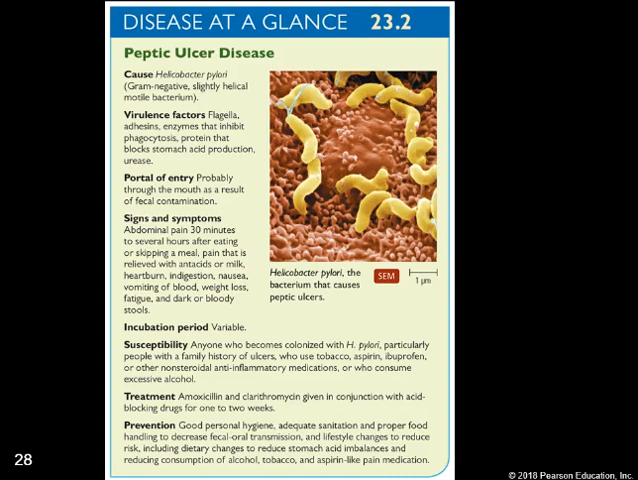 DISEASE AT A GLANCE 23.2
Peptic Ulcer Disease
Cause Helicobacter pylori
(Gram-negative, slightly helical
motile bacterium).
Virulence factors Flagella,
adhesins, enzymes that inhibit
phagocytosis, protein that
blocks stomach acid production,
urease.
Portal of entry Probably
through the mouth as a result
of fecal contamination.
Signs and symptoms
Abdominal pain 30 minutes
to several hours after eating
or skipping a meal, pain that is
relieved with antacids or milk,
heartburn, indigestion, nausea,
vomiting of blood, weight loss,
fatigue, and dark or bloody
stools.
Helicobacter pylori, the
bacterium that causes
peptic ulcers.
SEM
1 µm
Incubation period Variable.
Susceptibility Anyone who becomes colonized with H. pylori, particularly
people with a family history of ulcers, who use tobacco, aspirin, ibuprofen,
or other nonsteroidal anti-inflammatory medications, or who consume
excessive alcohol.
Treatment Amoxicillin and clarithromycin given in conjunction with acid-
blocking drugs for one to two weeks.
Prevention Good personal hygiene, adequate sanitation and proper food
handling to decrease fecal-oral transmission, and lifestyle changes to reduce
risk, including dietary changes to reduce stomach acid imbalances and
reducing consumption of alcohol, tobacco, and aspirin-like pain medication.
28
© 2018 Pearson Education, Inc.